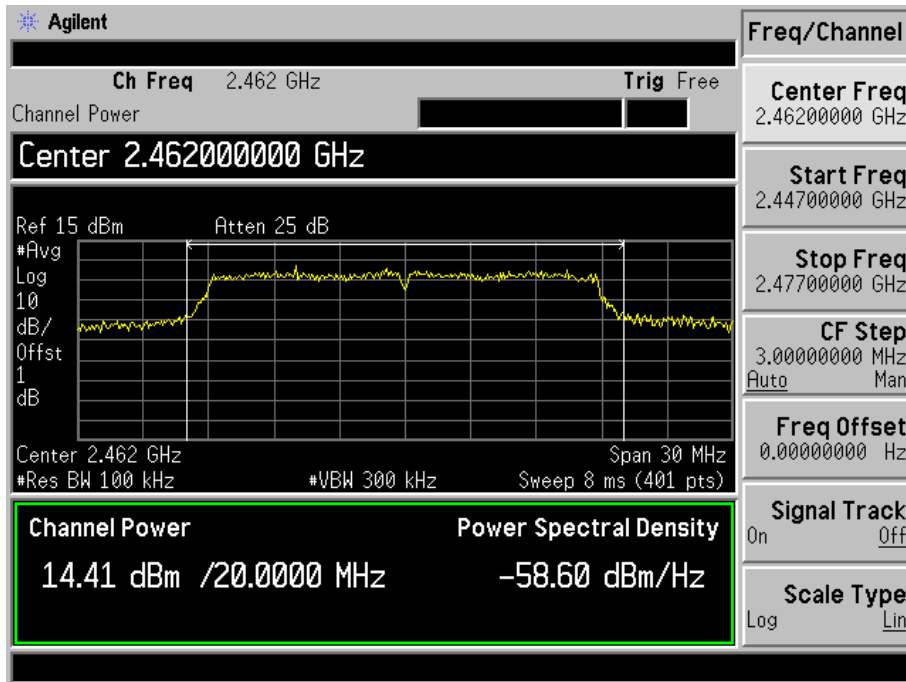 Agilent
Ch Freq 2.462 GHz Trig Free
Channel Power
Center 2.462000000 GHz
Ref 15 dBm Atten 25 dB
#Avg
Log
10
dB/
Offst
1
dB
Center 2.462 GHz Span 30 MHz
#Res BW 100 kHz #VBW 300 kHz Sweep 8 ms (401 pts)
Channel Power Power Spectral Density
14.41 dBm /20.0000 MHz -58.60 dBm/Hz
Freq/Channel
Center Freq
2.46200000 GHz
Start Freq
2.44700000 GHz
Stop Freq
2.47700000 GHz
CF Step
3.00000000 MHz
Auto Man
Freq Offset
0.00000000 Hz
Signal Track
On Off
Scale Type
Log Lin